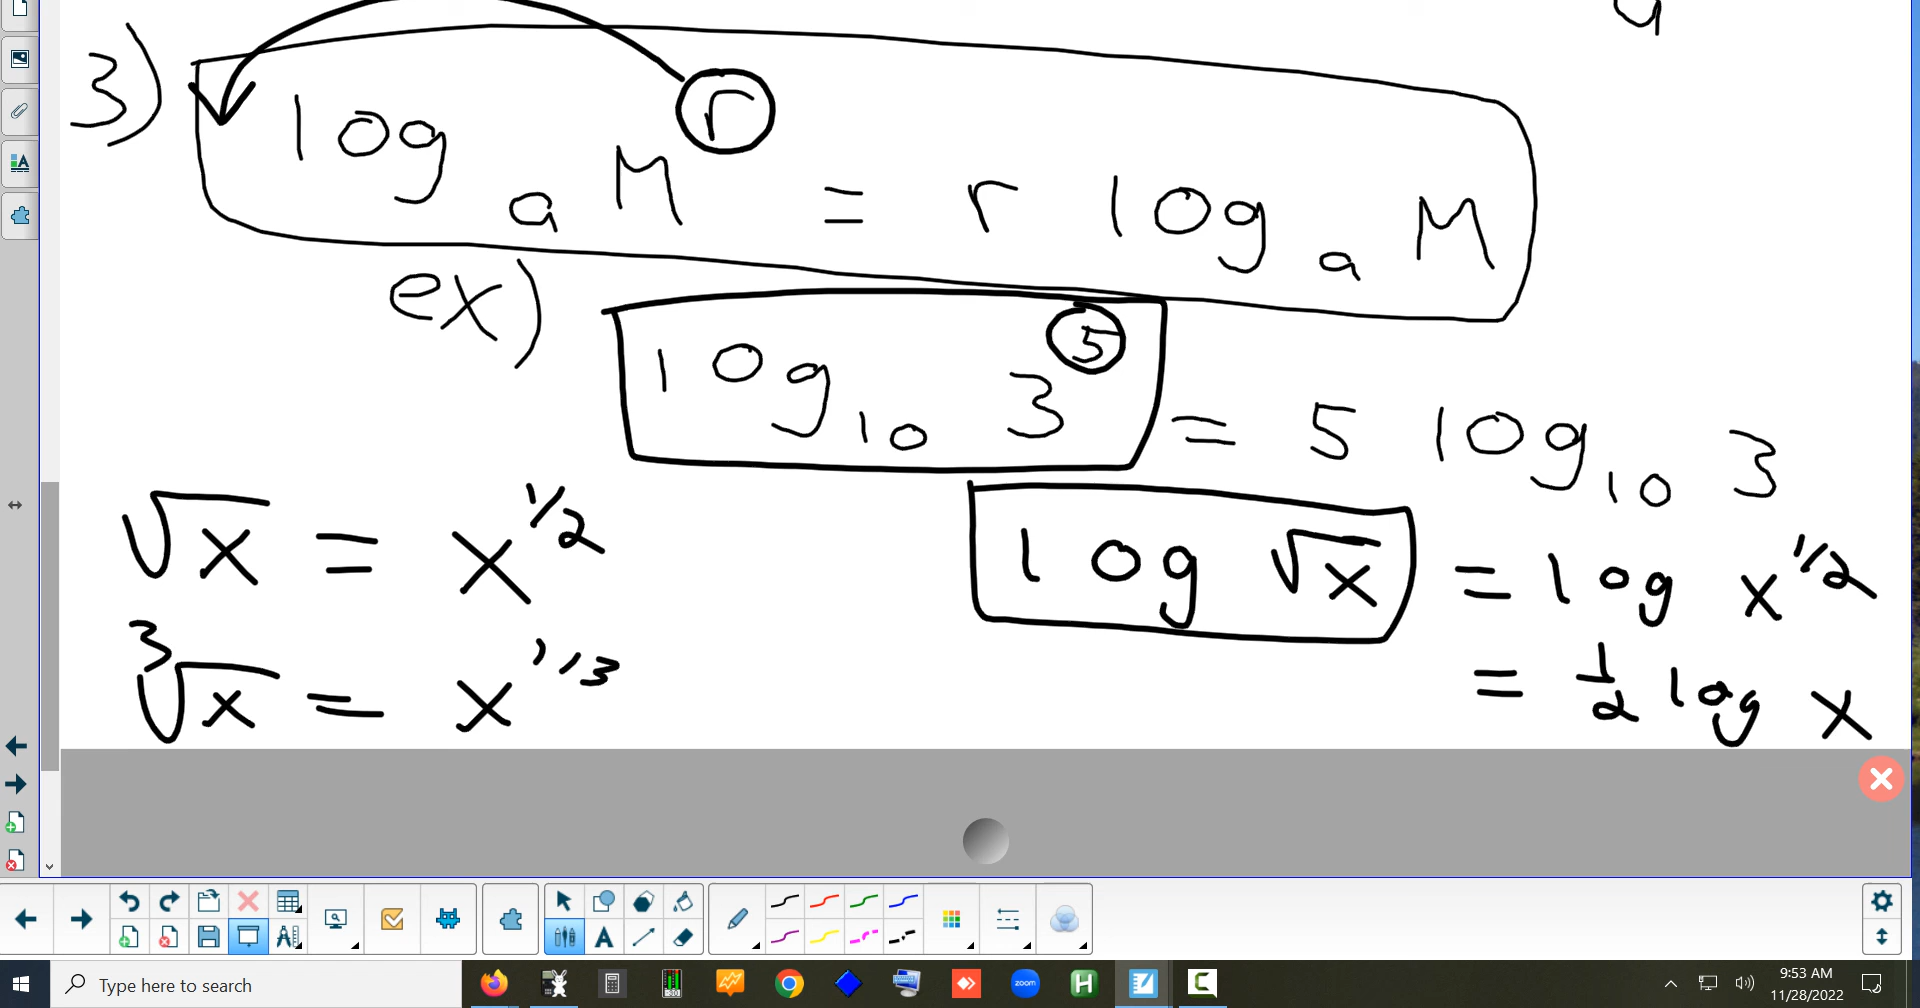 a
3) log_a M^r = r log_a M
ex) log_10 3^5 = 5 log_10 3
√x = x^1/2
log √x = log x^1/2
∛x = x^1/3
= 1/2 log x
Type here to search
zoom
H
C
9:53 AM
11/28/2022